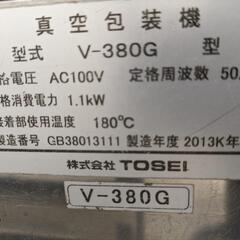 真空包装機
型式 V-380G 型
格電圧 AC100V 定格周波数 50
格消費電力 1.1kW
接着部使用温度 180℃
製造番号 GB38013111 製造年度 2013K年
株式会社 TOSEI
V-380G